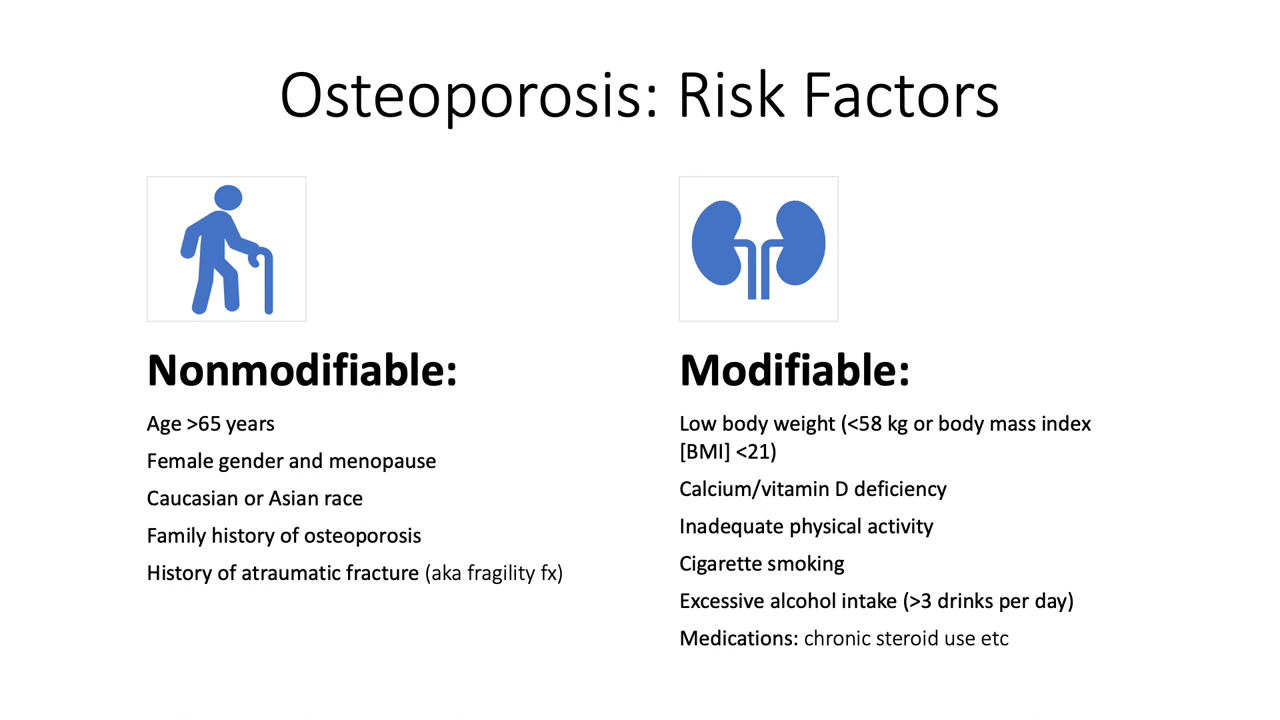 Osteoporosis: Risk Factors
Nonmodifiable:
Age >65 years
Female gender and menopause
Caucasian or Asian race
Family history of osteoporosis
History of atraumatic fracture (aka fragility fx)
Modifiable:
Low body weight (<58 kg or body mass index
[BMI] <21)
Calcium/vitamin D deficiency
Inadequate physical activity
Cigarette smoking
Excessive alcohol intake (>3 drinks per day)
Medications: chronic steroid use etc